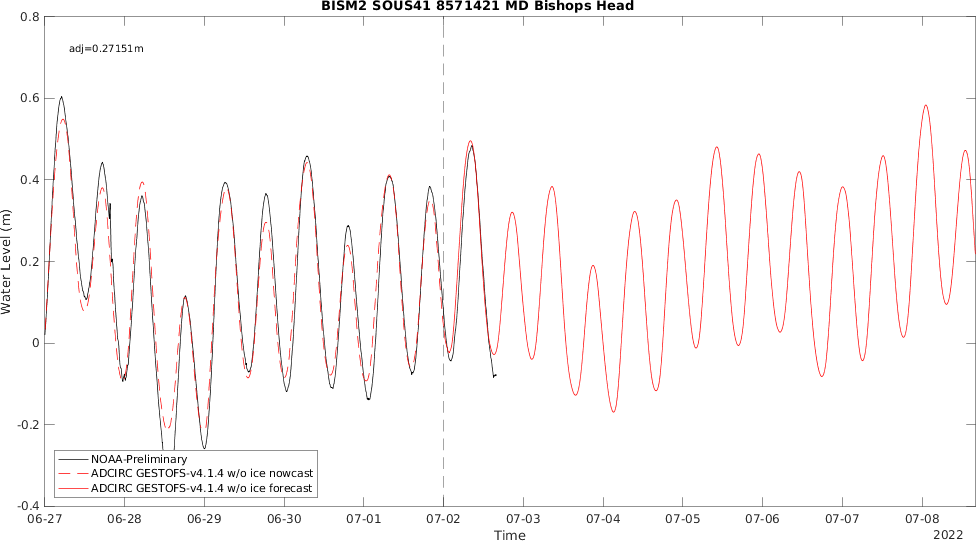 BISM2 SOUS41 8571421 MD Bishops Head
0.8
adj=0.27151m
0.6
0.4
Water Level (m)
0.2
0
-0.2
NOAA-Preliminary
ADCIRC GESTOFS-v4.1.4 w/o ice nowcast
ADCIRC GESTOFS-v4.1.4 w/o ice forecast
-0.4
06-27 06-28 06-29 06-30 07-01 07-02 07-03 07-04 07-05 07-06 07-07 07-08
Time 2022